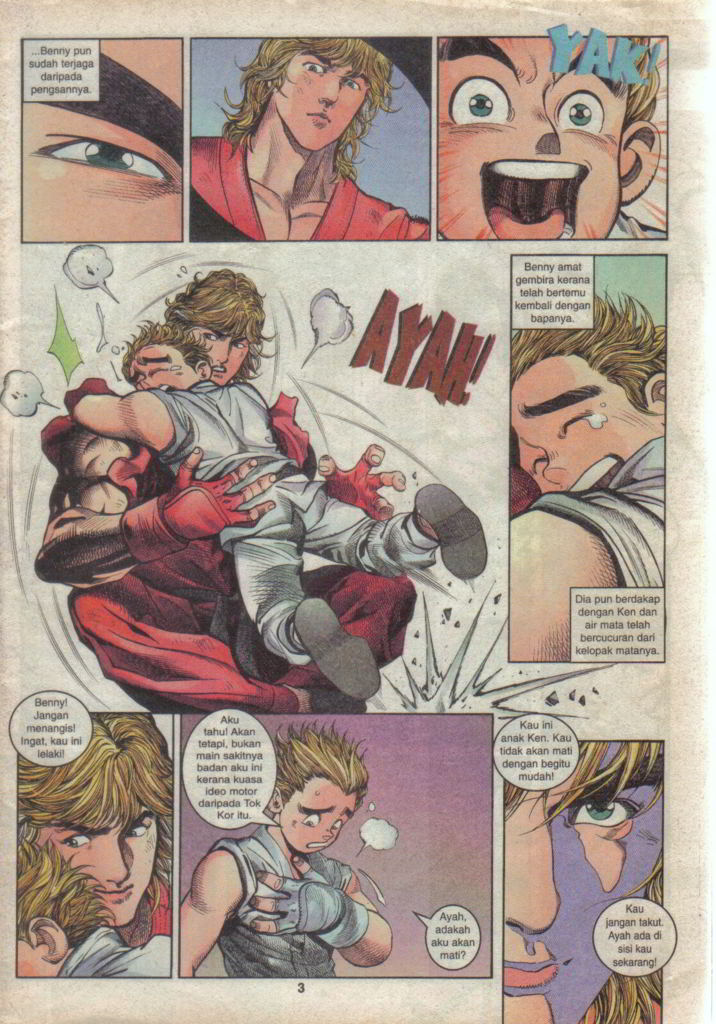 ...Benny pun
sudah terjaga
daripada
pengsannya.
YAK!
AYAH!
Benny amat
gembira kerana
telah bertemu
kembali dengan
bapanya.
Dia pun berdakap
dengan Ken dan
air mata telah
bercucuran dari
kelopak matanya.
Benny!
Jangan
menangis!
Ingat, kau ini
lelaki!
Aku
tahu! Akan
tetapi, bukan
main sakitnya
badan aku ini
kerana kuasa
ideo motor
daripada Tok
Kor itu.
Ayah,
adakah
aku akan
mati?
Kau ini
anak Ken. Kau
tidak akan mati
dengan begitu
mudah!
Kau
jangan takut.
Ayah ada di
sisi kau
sekarang!
3